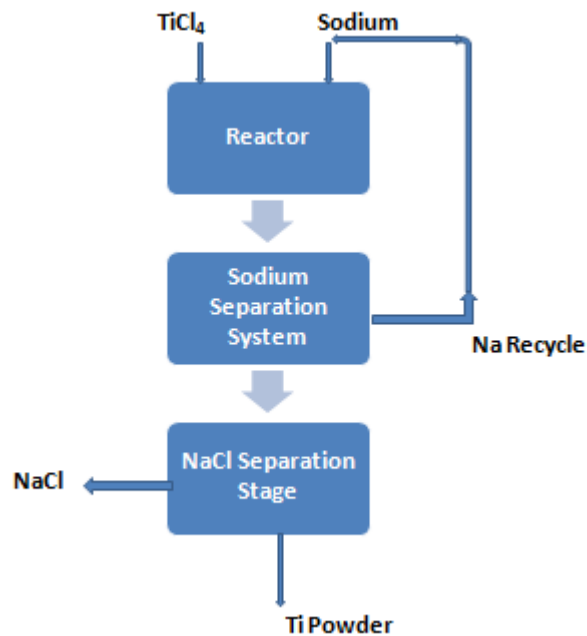 TiCl₄
Sodium
Reactor
Sodium
Separation
System
Na Recycle
NaCl Separation
Stage
NaCl
Ti Powder